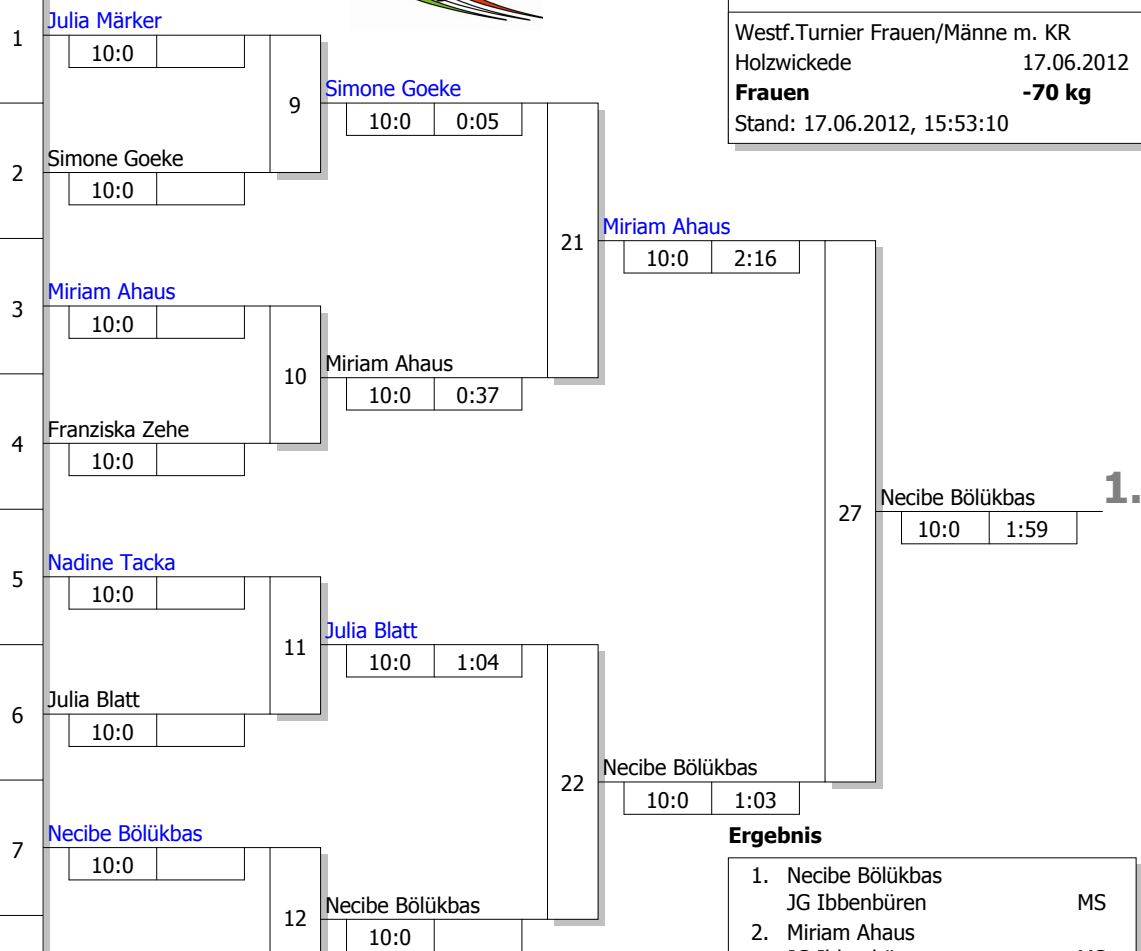 Westf.Turnier Frauen/Männe m. KR
Holzwickede 17.06.2012
Frauen -70 kg
Stand: 17.06.2012, 15:53:10
1
Julia Märker
10:0
9
Simone Goeke
10:0 0:05
2
Simone Goeke
10:0
21
Miriam Ahaus
10:0 2:16
3
Miriam Ahaus
10:0
10
Miriam Ahaus
10:0 0:37
4
Franziska Zehe
10:0
27
Necibe Bölükbas
10:0 1:59
1.
5
Nadine Tacka
10:0
11
Julia Blatt
10:0 1:04
6
Julia Blatt
10:0
22
Necibe Bölükbas
10:0 1:03
7
Necibe Bölükbas
10:0
12
Necibe Bölükbas
10:0
Ergebnis
1. Necibe Bölükbas
JG Ibbenbüren MS
2. Miriam Ahaus